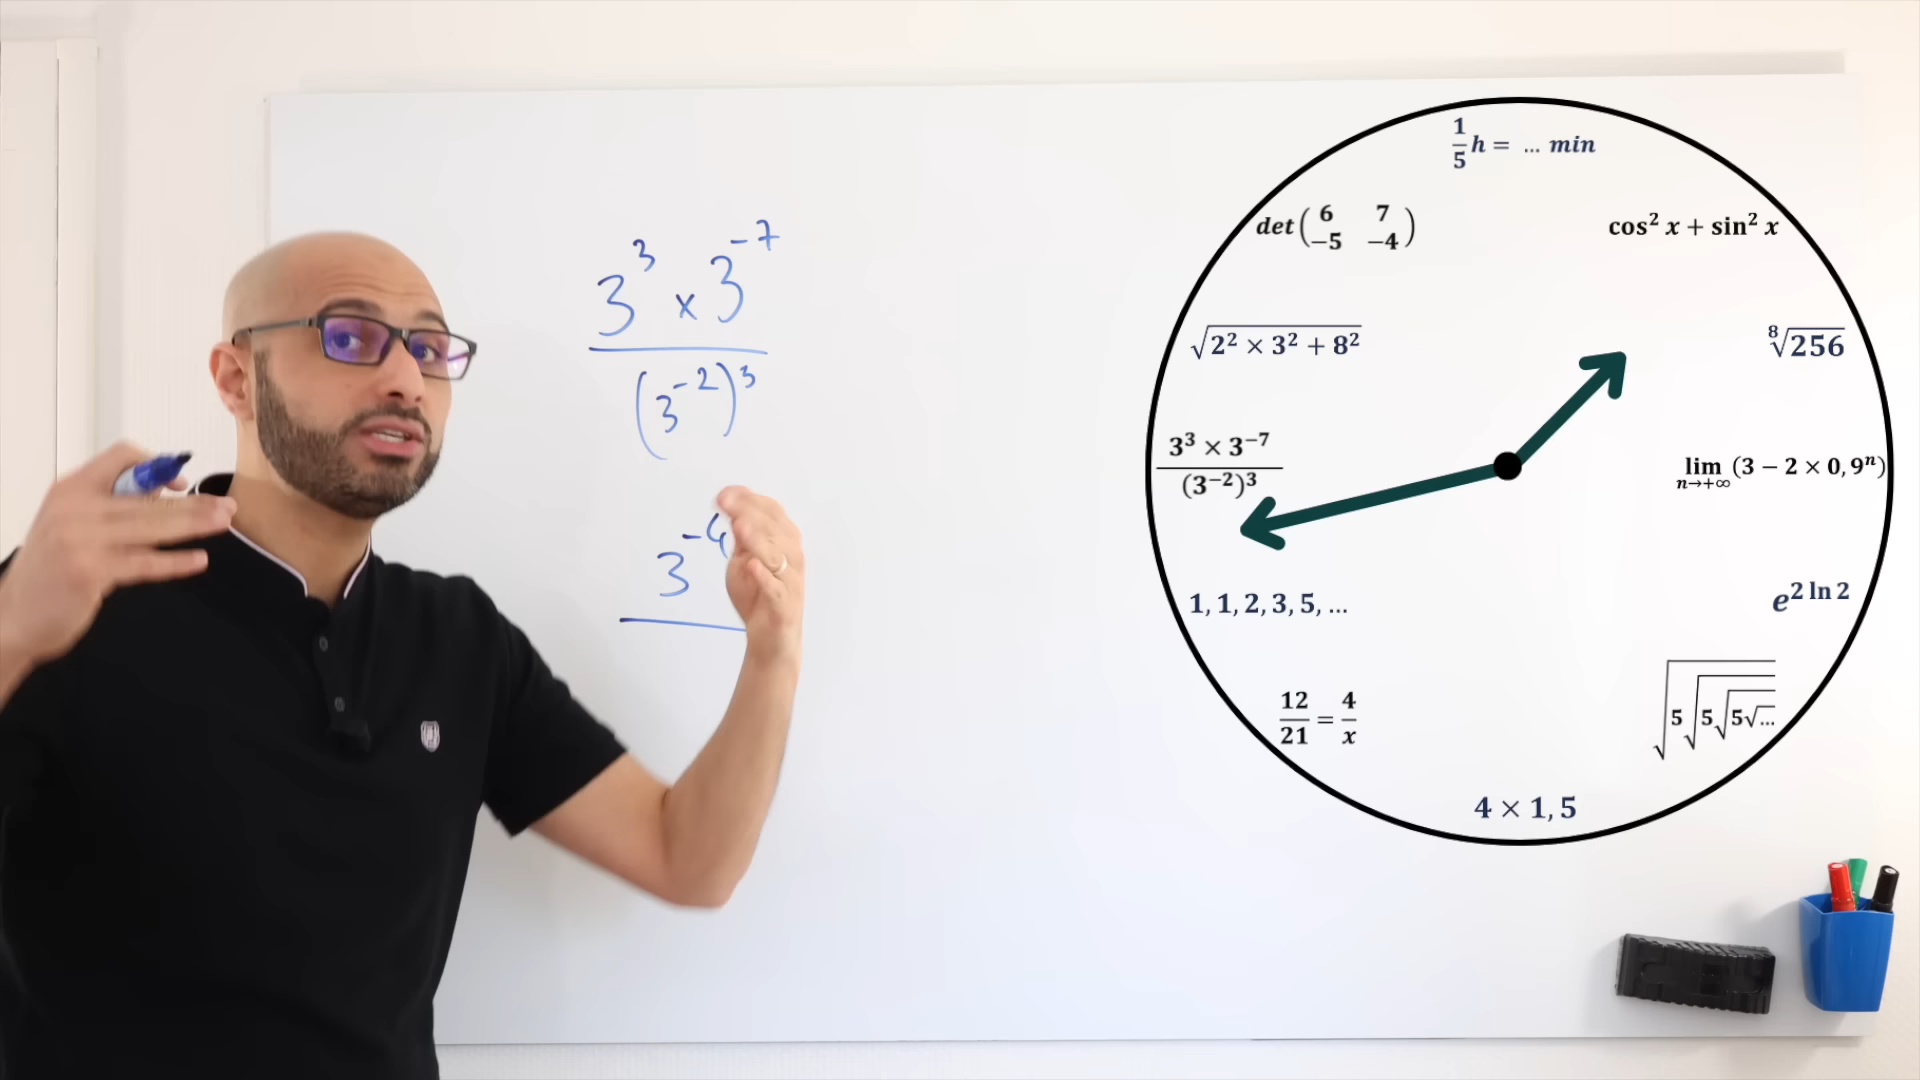 3³ × 3⁻⁷
(3⁻²)³
3⁻⁴
1/5 h = ... min
cos² x + sin² x
⁸√256
lim n→+∞ (3 − 2 × 0,9ⁿ)
e^(2 ln 2)
√5√5√5√...
4 × 1,5
12/21 = 4/x
1, 1, 2, 3, 5, ...
3³ × 3⁻⁷
(3⁻²)³
√2² × 3² + 8²
det ( 6 7
−5 −4 )